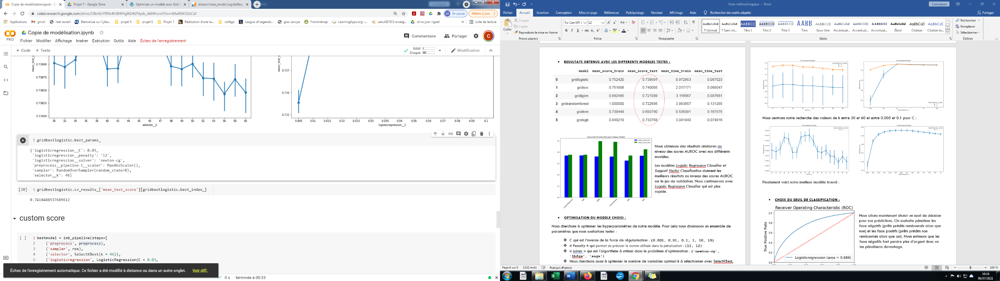 Copie de modélisation.ipynb - C
Projet 7 - Google Drive
Optimiser un modèle avec Grid S
sklearn.linear_model.LogisticReg
colab.research.google.com/drive/10Im0cYf9Rs4hS84IHgIKLHiZNyxb_dkD#scrollTo=nMwRWi5ZeCaF
En pause
Mettre à jour
Applications
gmail
mel ouvert
Bienvenue sur Cybe...
projet 5
projet 6
Projet 7
Réalisation d'une ta...
collège
League of Legends...
gras savoye
Framindmap
LearningApps.org -...
calcul@TICE enseig...
drive joan riguet
Liste de lecture
Copie de modélisation.ipynb
PRO
Fichier Modifier Affichage Insérer Exécution Outils Aide Échec de l'enregistrement
Commentaire
Partager
C
+ Code + Texte
RAM
Disque
Modification
0.73900
0.73875
0.73850
0.73825
0.73800
30 32 34 36 38 40 42 44 45 46 47 48 49 50 52 54 56 58 60
selector__k
0.737
0.736
0.735
0.005 0.01 0.015 0.02 0.025 0.03 0.035 0.04 0.05 0.06 0.07 0.08 0.09 0.1
logisticregression__C
1 gridbestlogistic.best_params_
{'logisticregression__C': 0.03,
'logisticregression__penalty': 'l2',
'logisticregression__solver': 'newton-cg',
'preprocess__pipeline-1__scaler': MaxAbsScaler(),
'sampler': RandomOverSampler(random_state=0),
'selector__k': 46}
[30] 1 gridbestlogistic.cv_results_['mean_test_score'][gridbestlogistic.best_index_]
0.7410488537689612
custom score
[ ] 1 bestmodel = imb_pipeline(steps=[
2 ('preprocess', preprocess),
3 ('sampler', ros),
4 ('selector', SelectKBest(k = 46)),
5 ('logisticregression', LogisticRegression(C = 0.03,
Échec de l'enregistrement automatique. Ce fichier a été modifié à distance ou dans un autre onglet. Voir diff.
0 s terminée à 00:33
Note méthodologique - Word
Connexion
Fichier Accueil Insertion Conception Mise en page Références Publipostage Révision Affichage Aide Rechercher des outils adaptés
Partager
Coller
Couper
Copier
Reproduire la mise en forme
Presse-papiers
Tw Cen MT ( 12
Police
Paragraphe
¶ Normal ¶ Sans int... Titre 1 Titre 2 Titre 3 Titre Sous-titre Accentuat... Accentuat... Accentuat... Élevé Citation Citation in...
Styles
Rechercher
Remplacer
Sélectionner
Édition
RESULTATS OBTENUS AVEC LES DIFFERENTS MODELES TESTES :
model mean_score_train mean_score_test mean_time_train mean_time_test
0 gridlogistic 0.752420 0.739591 0.972953 0.067023
1 gridsvc 0.751906 0.740065 2.017171 0.068047
2 gridlgbm 0.992485 0.721089 3.116567 0.087681
3 gridrandomforest 1.000000 0.722695 3.993857 0.131265
4 gridknn 0.739448 0.650790 0.536391 0.167575
5 gridxgb 0.848218 0.733768 3.041840 0.074816
Score_test et Score_train pour chaque modele
Nous obtenons des résultats similaires au
niveau des scores AUROC avec nos différents
modèles.
Les modèles Logistic Regression Classifier et
Support Vector Classification donnent les
meilleurs résultats au niveau des scores AUROC
sur le jeu de validation. Nous continuerons avec
Logistic Regression Classifier qui est plus
rapide.
OPTIMISATION DU MODELE CHOISI :
Nous cherchons à optimiser les hyperparamètres de notre modèle. Pour cela nous choisissons un ensemble de
paramètres que nous souhaitons tester :
C qui est l'inverse de la force de régularisation : {0.001, 0.01, 0.1, 1, 10, 10}
« Penalty » qui permet de préciser la norme utilisée dans la pénalisation : {l1, l2}
« solver » qui est l'algorithme à utiliser dans le problème d'optimisation : {'newton-cg',
'lbfgs', 'saga'}
Nous cherchons aussi à optimiser le nombre de variables optimal k à sélectionner avec SelectKBest,
CV Grid Search Results
CV Grid Search Results
Nous centrons notre recherche des valeurs de k entre 30 et 60 et entre 0.005 et 0.1 pour C :
CV Grid Search Results
CV Grid Search Results
Finalement voici notre meilleur modèle trouvé :
CHOIX DU SEUIL DE CLASSIFICATION :
Receiver Operating Characteristic (ROC)
1.0
0.8
0.6
0.4
0.2
0.0
True Positive Rate
Logisticregression (area = 0.686)
Nous allons maintenant choisir un seuil de décision
pour nos prédictions. On souhaite pénaliser les
faux négatifs (prêts prédits remboursés alors que
non) et les faux positifs (prêts prédits non
remboursés alors que oui). Nous estimons que les
faux négatifs font perdre plus d'argent donc on
les pénalisera davantage.
Page 6 sur 8 1522 mots Français (France)
100 %
10:18
06/07/2021